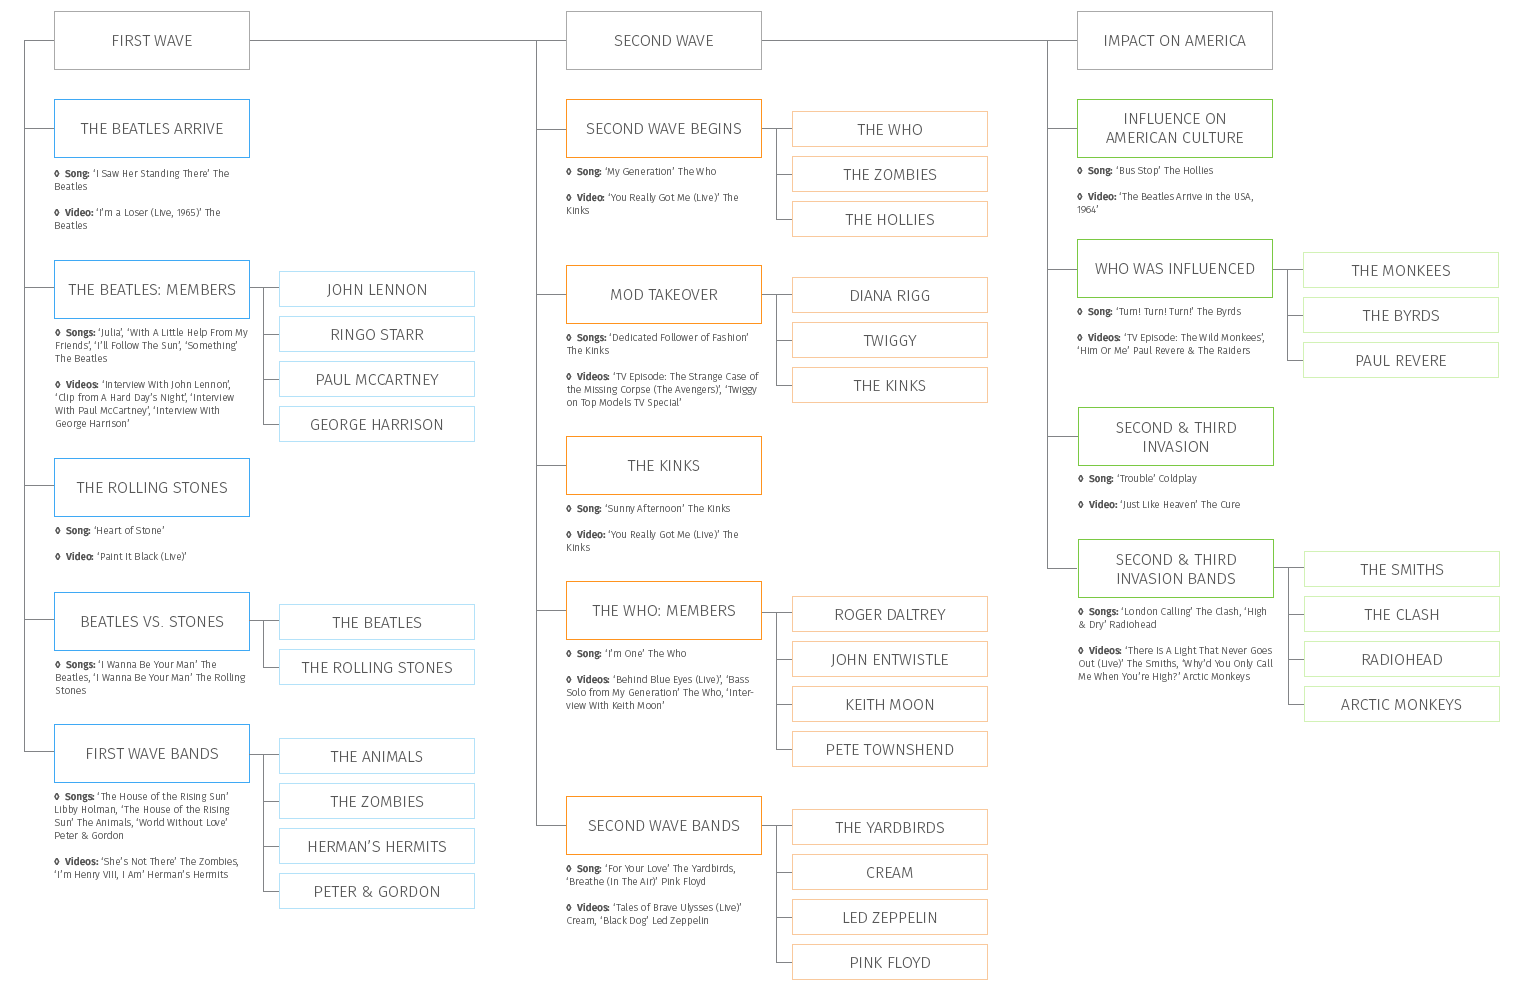 FIRST WAVE
THE BEATLES ARRIVE
◊ Song: ‘I Saw Her Standing There’ The
Beatles
◊ Video: ‘I’m a Loser (Live, 1965)’ The
Beatles
THE BEATLES: MEMBERS
◊ Songs: ‘Julia’, ‘With A Little Help From My
Friends’, ‘I’ll Follow The Sun’, ‘Something’
The Beatles
◊ Videos: ‘Interview With John Lennon’,
‘Clip from A Hard Day’s Night’, ‘Interview
With Paul McCartney’, ‘Interview With
George Harrison’
JOHN LENNON
RINGO STARR
PAUL MCCARTNEY
GEORGE HARRISON
THE ROLLING STONES
◊ Song: ‘Heart of Stone’
◊ Video: ‘Paint It Black (Live)’
BEATLES VS. STONES
◊ Songs: ‘I Wanna Be Your Man’ The
Beatles, ‘I Wanna Be Your Man’ The Rolling
Stones
THE BEATLES
THE ROLLING STONES
FIRST WAVE BANDS
◊ Songs: ‘The House of the Rising Sun’
Libby Holman, ‘The House of the Rising
Sun’ The Animals, ‘World Without Love’
Peter & Gordon
◊ Videos: ‘She’s Not There’ The Zombies,
‘I’m Henry VIII, I Am’ Herman’s Hermits
THE ANIMALS
THE ZOMBIES
HERMAN’S HERMITS
PETER & GORDON
SECOND WAVE
SECOND WAVE BEGINS
◊ Song: ‘My Generation’ The Who
◊ Video: ‘You Really Got Me (Live)’ The
Kinks
THE WHO
THE ZOMBIES
THE HOLLIES
MOD TAKEOVER
◊ Songs: ‘Dedicated Follower of Fashion’
The Kinks
◊ Videos: ‘TV Episode: The Strange Case of
the Missing Corpse (The Avengers)’, ‘Twiggy
on Top Models TV Special’
DIANA RIGG
TWIGGY
THE KINKS
THE KINKS
◊ Song: ‘Sunny Afternoon’ The Kinks
◊ Video: ‘You Really Got Me (Live)’ The
Kinks
THE WHO: MEMBERS
◊ Song: ‘I’m One’ The Who
◊ Videos: ‘Behind Blue Eyes (Live)’, ‘Bass
Solo from My Generation’ The Who, ‘Inter-
view With Keith Moon’
ROGER DALTREY
JOHN ENTWISTLE
KEITH MOON
PETE TOWNSHEND
SECOND WAVE BANDS
◊ Song: ‘For Your Love’ The Yardbirds,
‘Breathe (In The Air)’ Pink Floyd
◊ Videos: ‘Tales of Brave Ulysses (Live)’
Cream, ‘Black Dog’ Led Zeppelin
THE YARDBIRDS
CREAM
LED ZEPPELIN
PINK FLOYD
IMPACT ON AMERICA
INFLUENCE ON
AMERICAN CULTURE
◊ Song: ‘Bus Stop’ The Hollies
◊ Video: ‘The Beatles Arrive in the USA,
1964’
WHO WAS INFLUENCED
◊ Song: ‘Turn! Turn! Turn!’ The Byrds
◊ Videos: ‘TV Episode: The Wild Monkees’,
‘Him Or Me’ Paul Revere & The Raiders
THE MONKEES
THE BYRDS
PAUL REVERE
SECOND & THIRD
INVASION
◊ Song: ‘Trouble’ Coldplay
◊ Video: ‘Just Like Heaven’ The Cure
SECOND & THIRD
INVASION BANDS
◊ Songs: ‘London Calling’ The Clash, ‘High
& Dry’ Radiohead
◊ Videos: ‘There Is A Light That Never Goes
Out (Live)’ The Smiths, ‘Why’d You Only Call
Me When You’re High?’ Arctic Monkeys
THE SMITHS
THE CLASH
RADIOHEAD
ARCTIC MONKEYS